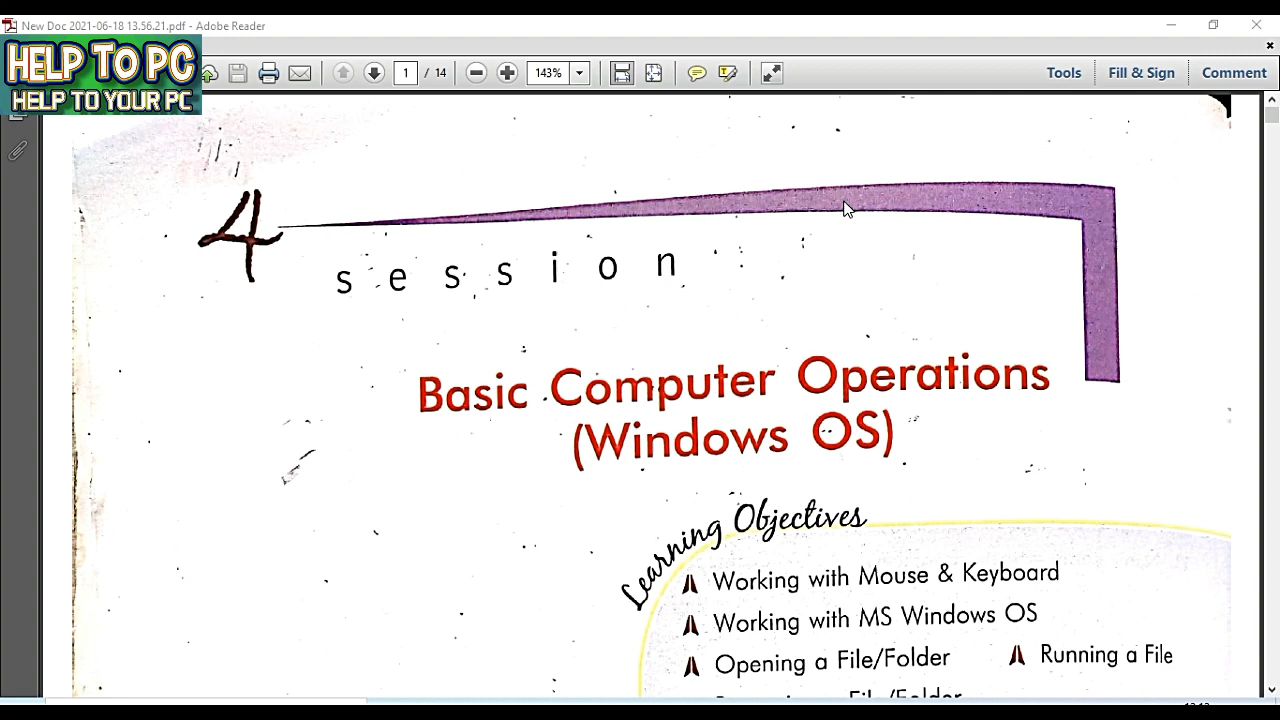 New Doc 2021-06-18 13.56.21.pdf - Adobe Reader
HELP TO PC
HELP TO YOUR PC
1 / 14
143%
Tools
Fill & Sign
Comment
4
session
Basic Computer Operations
(Windows OS)
Learning Objectives
Working with Mouse & Keyboard
Working with MS Windows OS
Opening a File/Folder Running a File